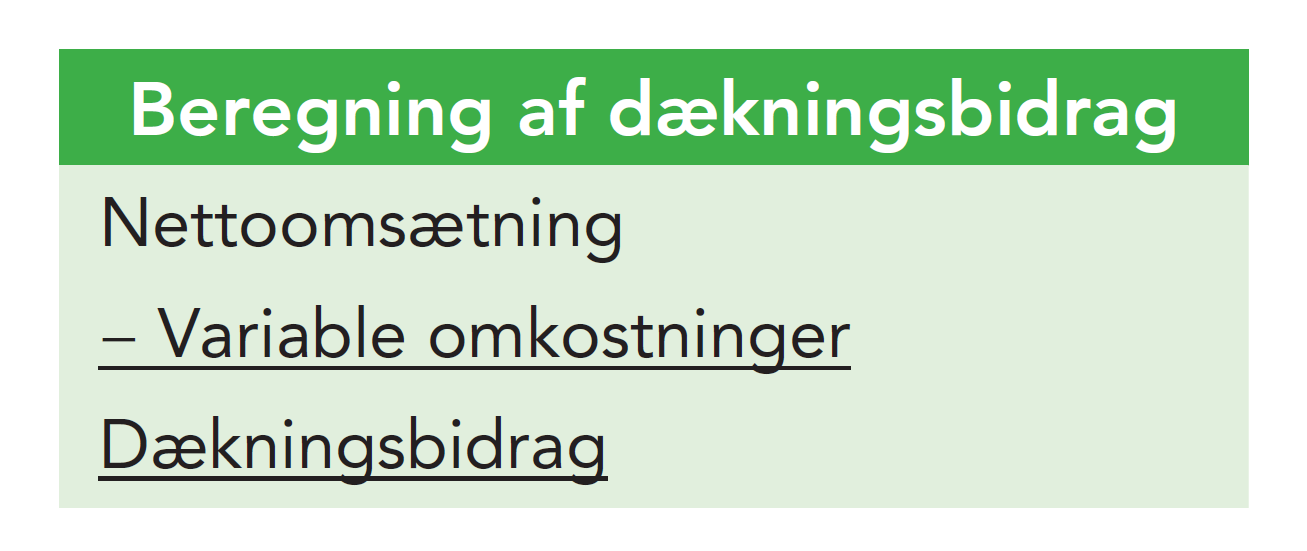 Beregning af dækningsbidrag
Nettoomsætning
– Variable omkostninger
Dækningsbidrag